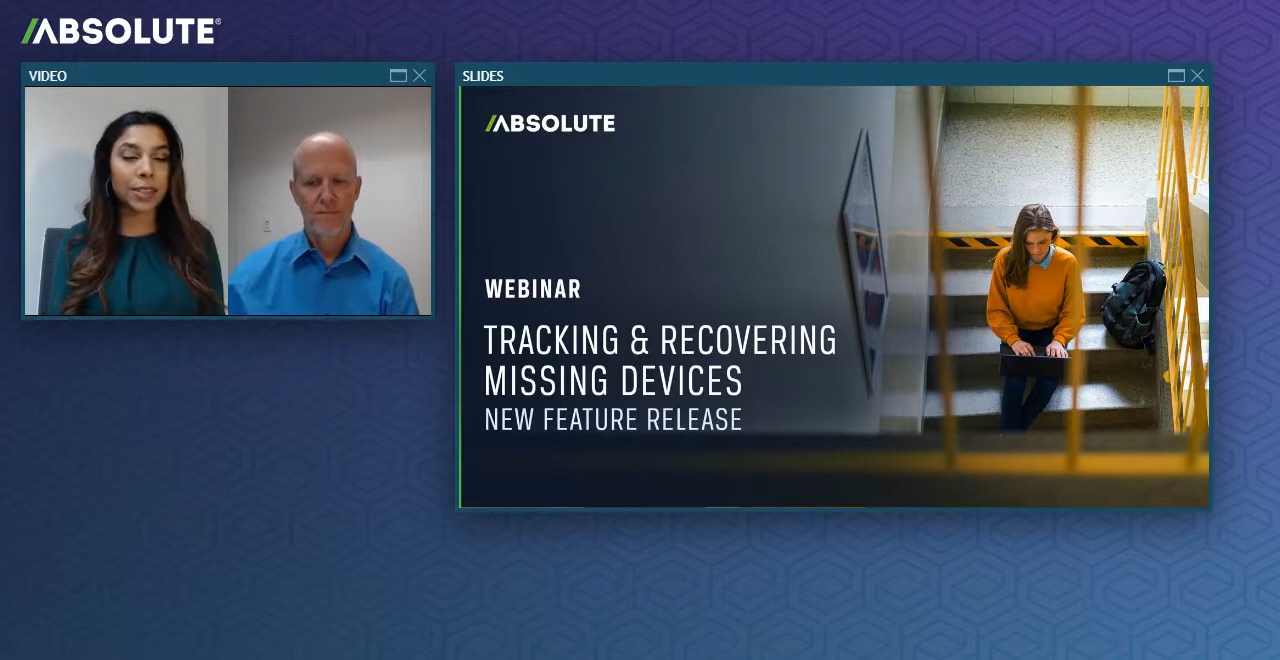 ABSOLUTE®
VIDEO
SLIDES
ABSOLUTE
WEBINAR
TRACKING & RECOVERING
MISSING DEVICES
NEW FEATURE RELEASE